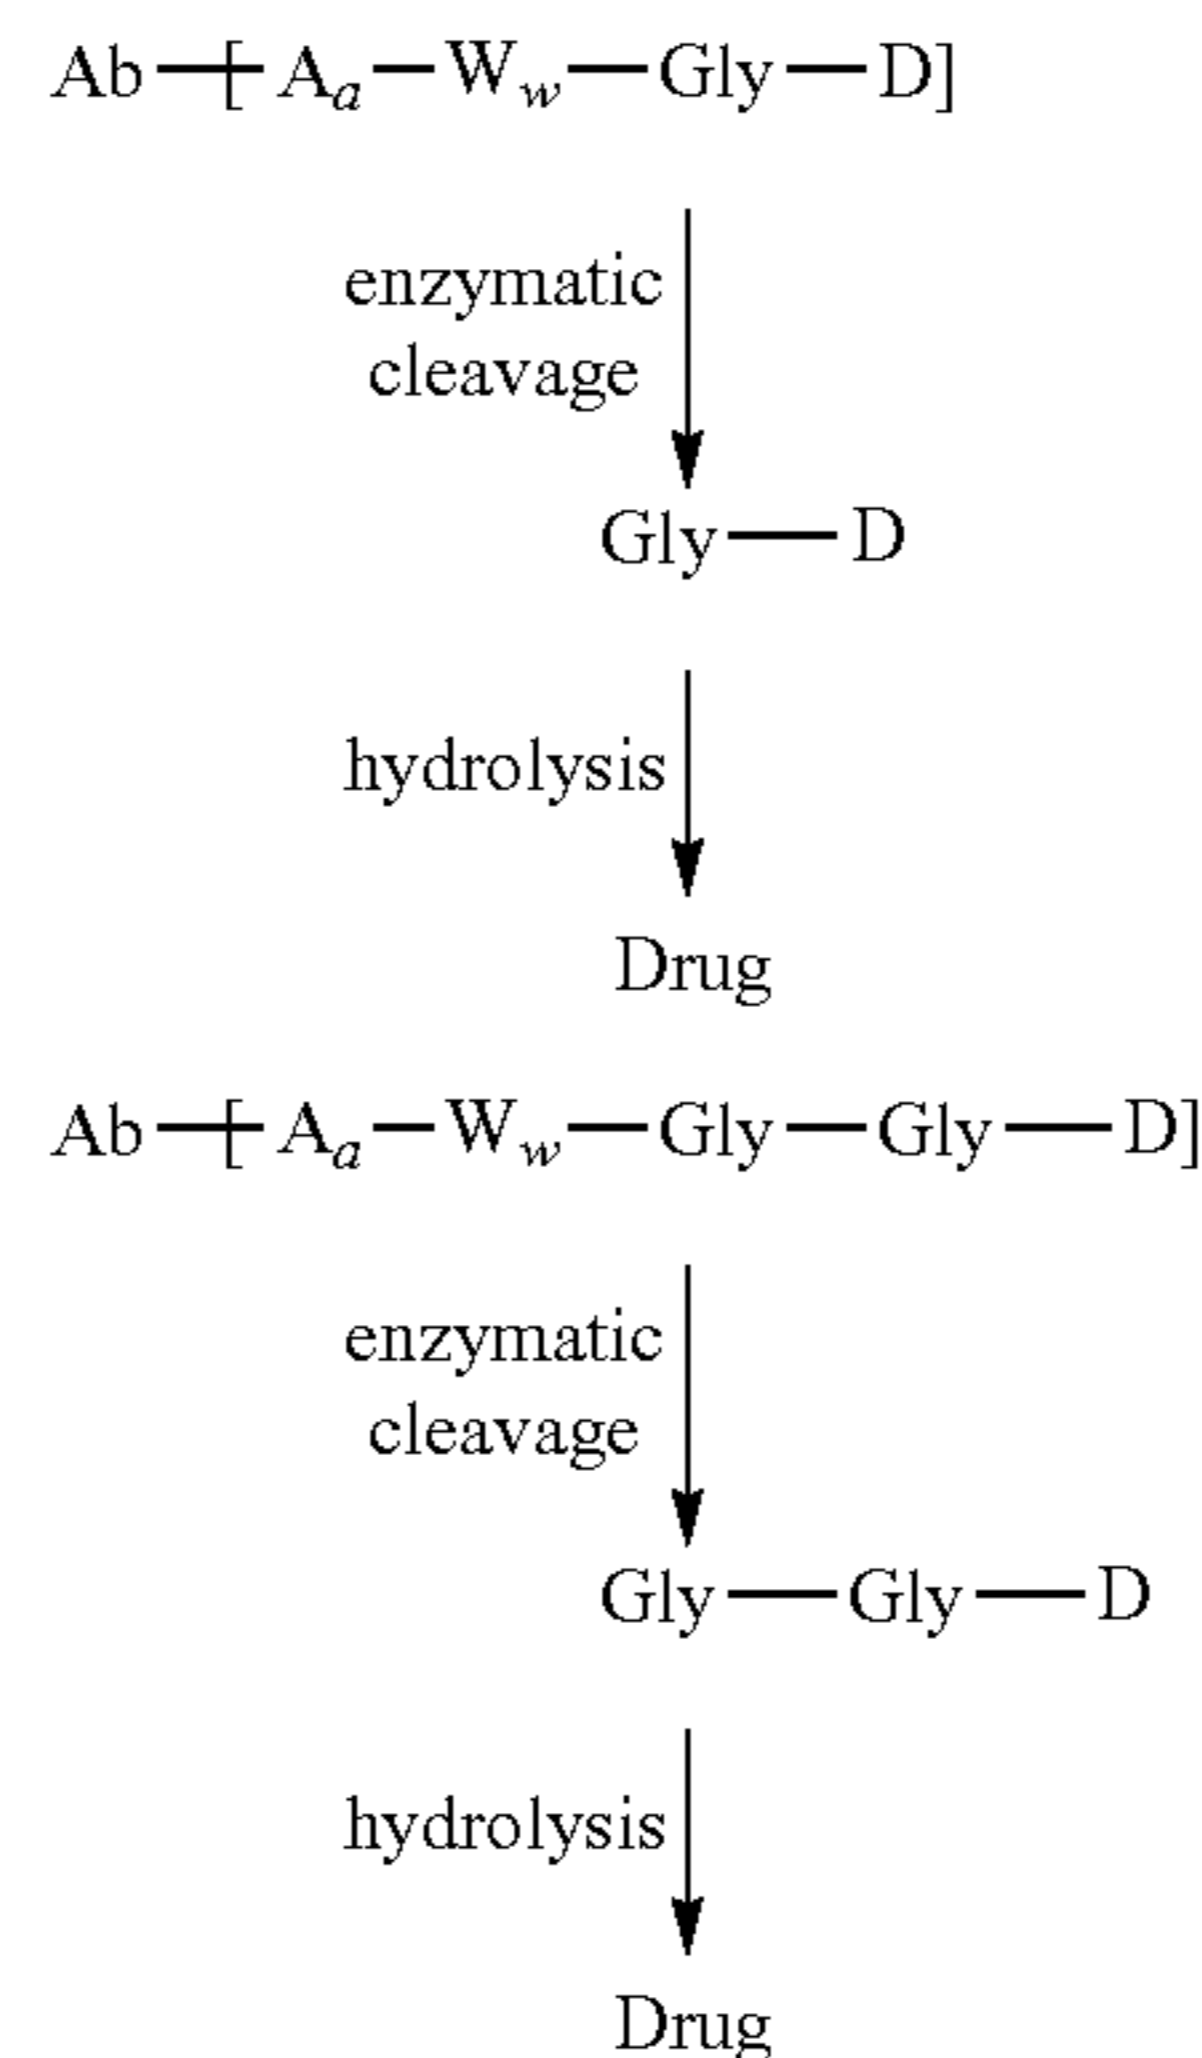 Ab—[A_a—W_w—Gly—D]
enzymatic
cleavage
Gly—D
hydrolysis
Drug
Ab—[A_a—W_w—Gly—Gly—D]
enzymatic
cleavage
Gly—Gly—D
hydrolysis
Drug